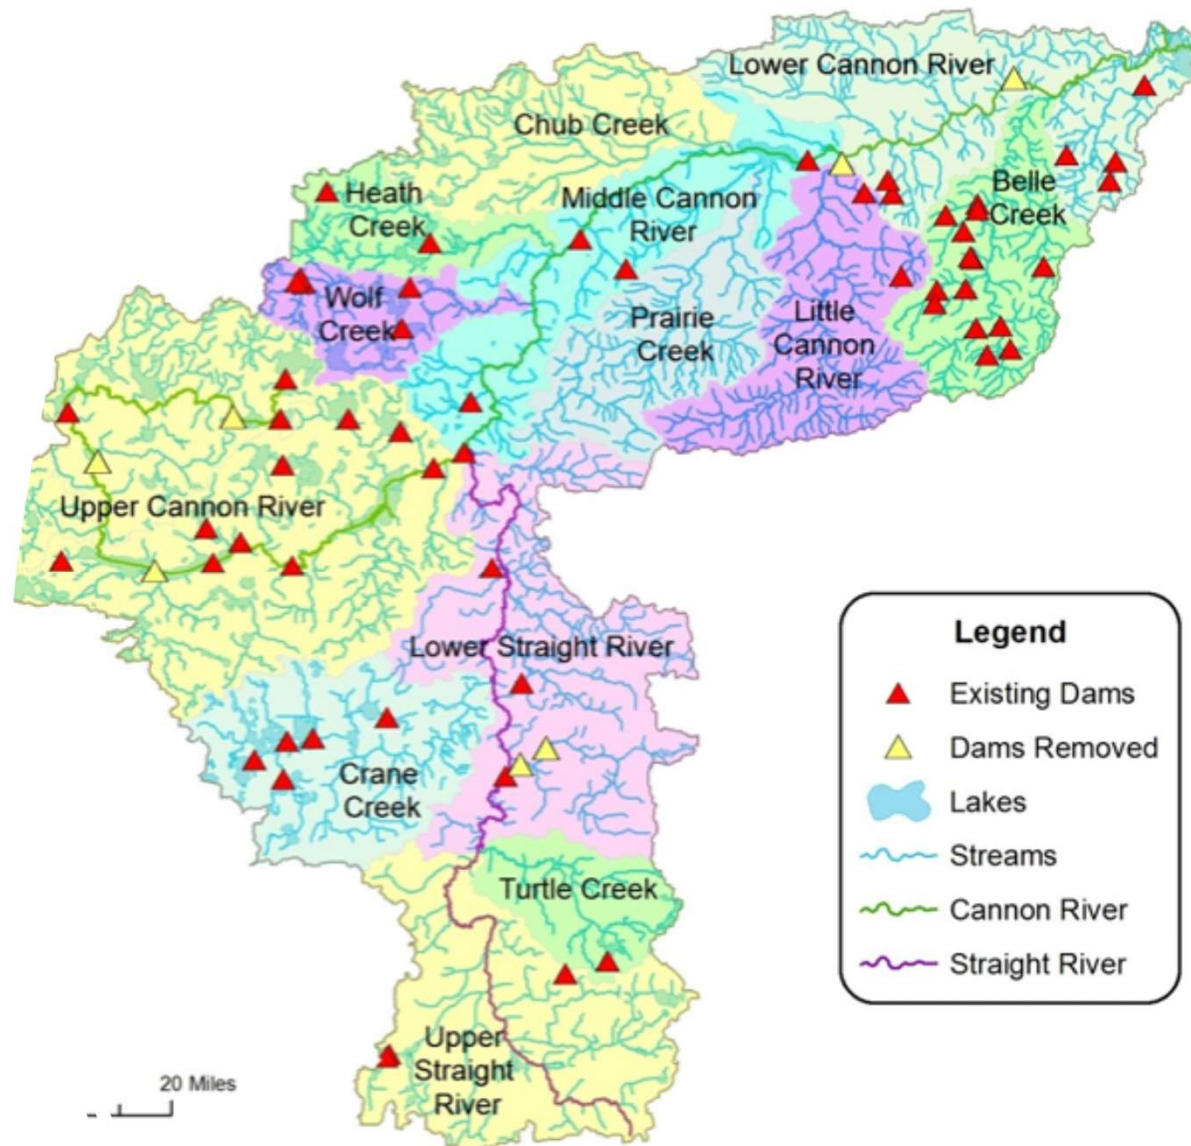 Lower Cannon River
Chub Creek
Heath
Creek
Middle Cannon
River
Belle
Creek
Wolf
Creek
Prairie
Creek
Little
Cannon
River
Upper Cannon River
Lower Straight River
Crane
Creek
Turtle Creek
Upper
Straight
River
20 Miles
Legend
Existing Dams
Dams Removed
Lakes
Streams
Cannon River
Straight River